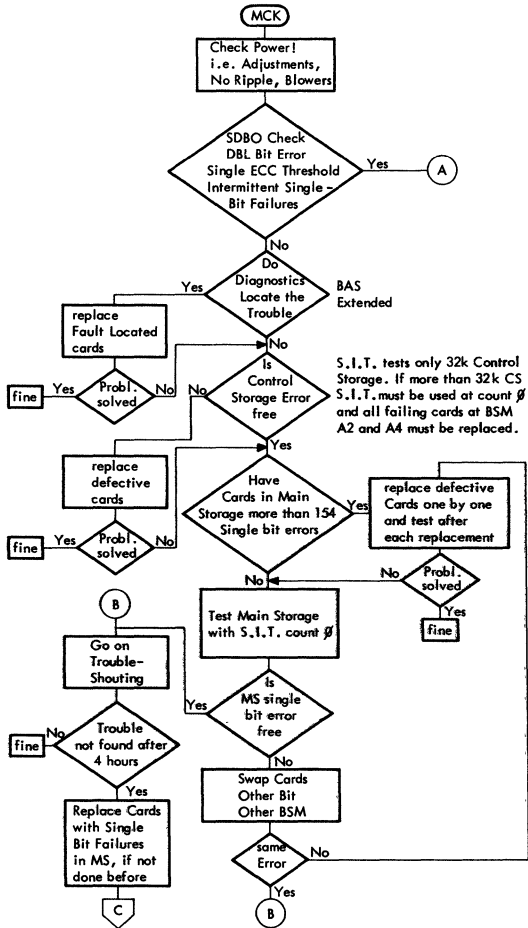 MCK
Check Power!
i.e. Adjustments,
No Ripple, Blowers
SDBO Check
DBL Bit Error
Single ECC Threshold
Intermittent Single -
Bit Failures
Yes
A
No
Do
Diagnostics
Locate the
Trouble
Yes
BAS
Extended
replace
Fault Located
cards
No
Probl.
solved
Yes
fine
No
Is
Control
Storage Error
free
No
S.I.T. tests only 32k Control
Storage. If more than 32k CS
S.I.T. must be used at count Ø
and all failing cards at BSM
A2 and A4 must be replaced.
Yes
replace
defective
cards
Probl.
solved
Yes
fine
No
Have
Cards in Main
Storage more than 154
Single bit errors
Yes
replace defective
Cards one by one
and test after
each replacement
No
Probl.
solved
No
Yes
fine
B
Test Main Storage
with S.I.T. count Ø
Go on
Trouble-
Shouting
Is
MS single
bit error
free
Yes
No
Trouble
not found after
4 hours
No
fine
Yes
Swap Cards
Other Bit
Other BSM
Replace Cards
with Single
Bit Failures
in MS, if not
done before
same
Error
No
Yes
C
B